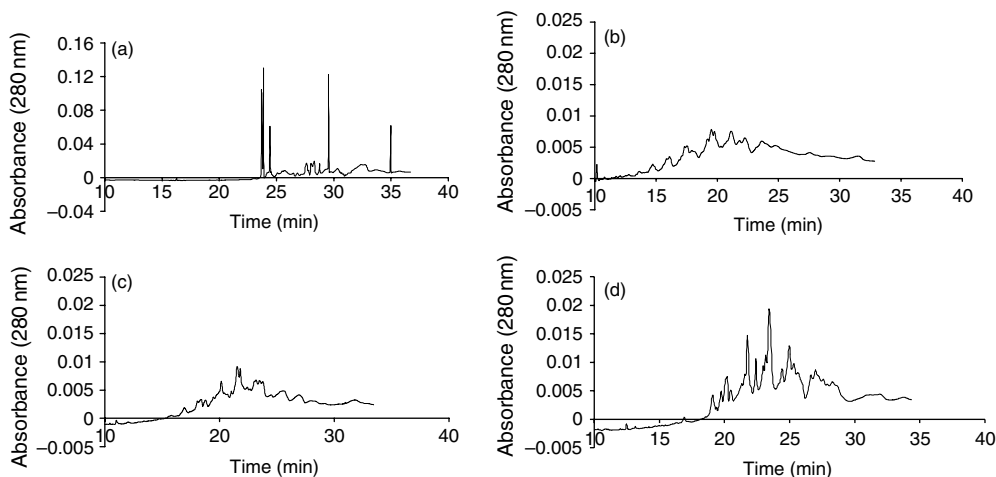 (a)
Absorbance (280 nm)
0.16
0.12
0.08
0.04
0
−0.04
10 15 20 25 30 35 40
Time (min)
(b)
Absorbance (280 nm)
0.025
0.02
0.015
0.01
0.005
0
−0.005
10 15 20 25 30 35 40
Time (min)
(c)
Absorbance (280 nm)
0.025
0.02
0.015
0.01
0.005
0
−0.005
10 20 30 40
Time (min)
(d)
Absorbance (280 nm)
0.025
0.02
0.015
0.01
0.005
0
−0.005
10 15 20 25 30 35 40
Time (min)